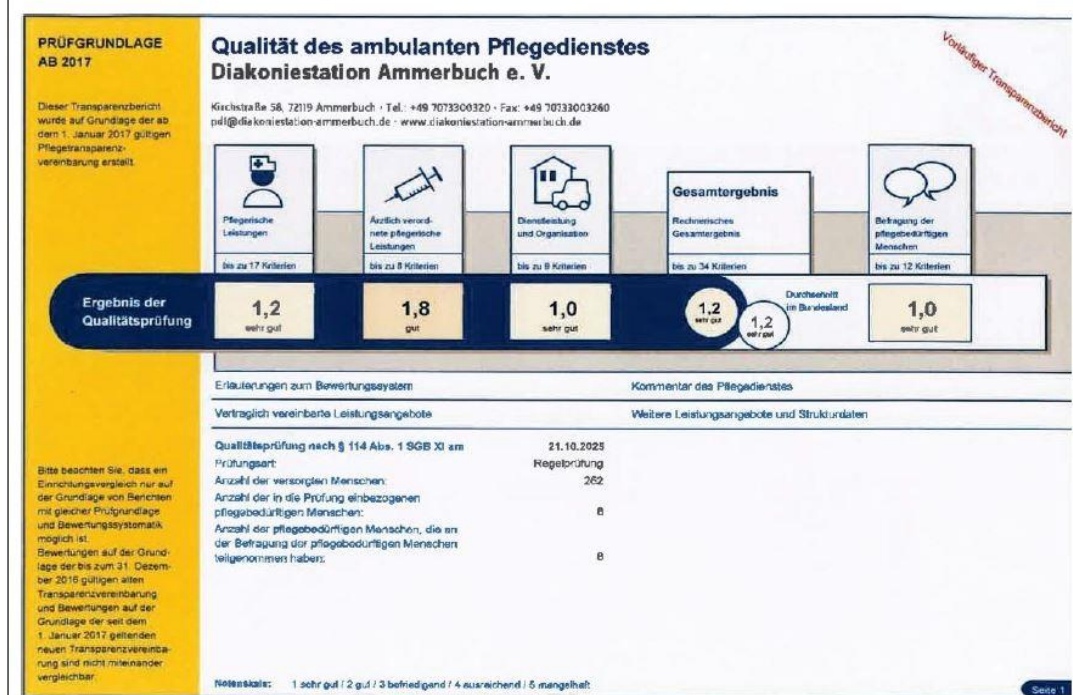 PRÜFGRUNDLAGE
AB 2017
Dieser Transparenzbericht
wurde auf Grundlage der ab
dem 1. Januar 2017 gültigen
Pflegetransparenz-
vereinbarung erstellt.
Bitte beachten Sie, dass ein
Einrichtungsvergleich nur auf
der Grundlage von Berichten
mit gleicher Prüfgrundlage
und Bewertungssystematik
möglich ist.
Bewertungen auf der Grund-
lage der bis zum 31. Dezem-
ber 2016 gültigen alten
Transparenzvereinbarung
und Bewertungen auf der
Grundlage der seit dem
1. Januar 2017 geltenden
neuen Transparenzvereinba-
rung sind nicht miteinander
vergleichbar.
Qualität des ambulanten Pflegedienstes
Diakoniestation Ammerbuch e. V.
Kirchstraße 58, 72119 Ammerbuch · Tel.: +49 7073300320 · Fax: +49 70733003260
pdl@diakoniestation-ammerbuch.de · www.diakoniestation-ammerbuch.de
Vorläufiger Transparenzbericht
Pflegerische
Leistungen
bis zu 17 Kriterien
Ärztlich verord-
nete pflegerische
Leistungen
bis zu 8 Kriterien
Dienstleistung
und Organisation
bis zu 9 Kriterien
Gesamtergebnis
Rechnerisches
Gesamtergebnis
bis zu 34 Kriterien
Befragung der
pflegebedürftigen
Menschen
bis zu 12 Kriterien
Ergebnis der
Qualitätsprüfung
1,2
sehr gut
1,8
gut
1,0
sehr gut
1,2
sehr gut
1,2
sehr gut
Durchschnitt
im Bundesland
1,0
sehr gut
Erläuterungen zum Bewertungssystem
Kommentar des Pflegedienstes
Vertraglich vereinbarte Leistungsangebote
Weitere Leistungsangebote und Strukturdaten
Qualitätsprüfung nach § 114 Abs. 1 SGB XI am 21.10.2025
Prüfungsart: Regelprüfung
Anzahl der versorgten Menschen: 262
Anzahl der in die Prüfung einbezogenen
pflegebedürftigen Menschen: 8
Anzahl der pflegebedürftigen Menschen, die an
der Befragung der pflegebedürftigen Menschen
teilgenommen haben: 8
Notenskala: 1 sehr gut / 2 gut / 3 befriedigend / 4 ausreichend / 5 mangelhaft
Seite 1